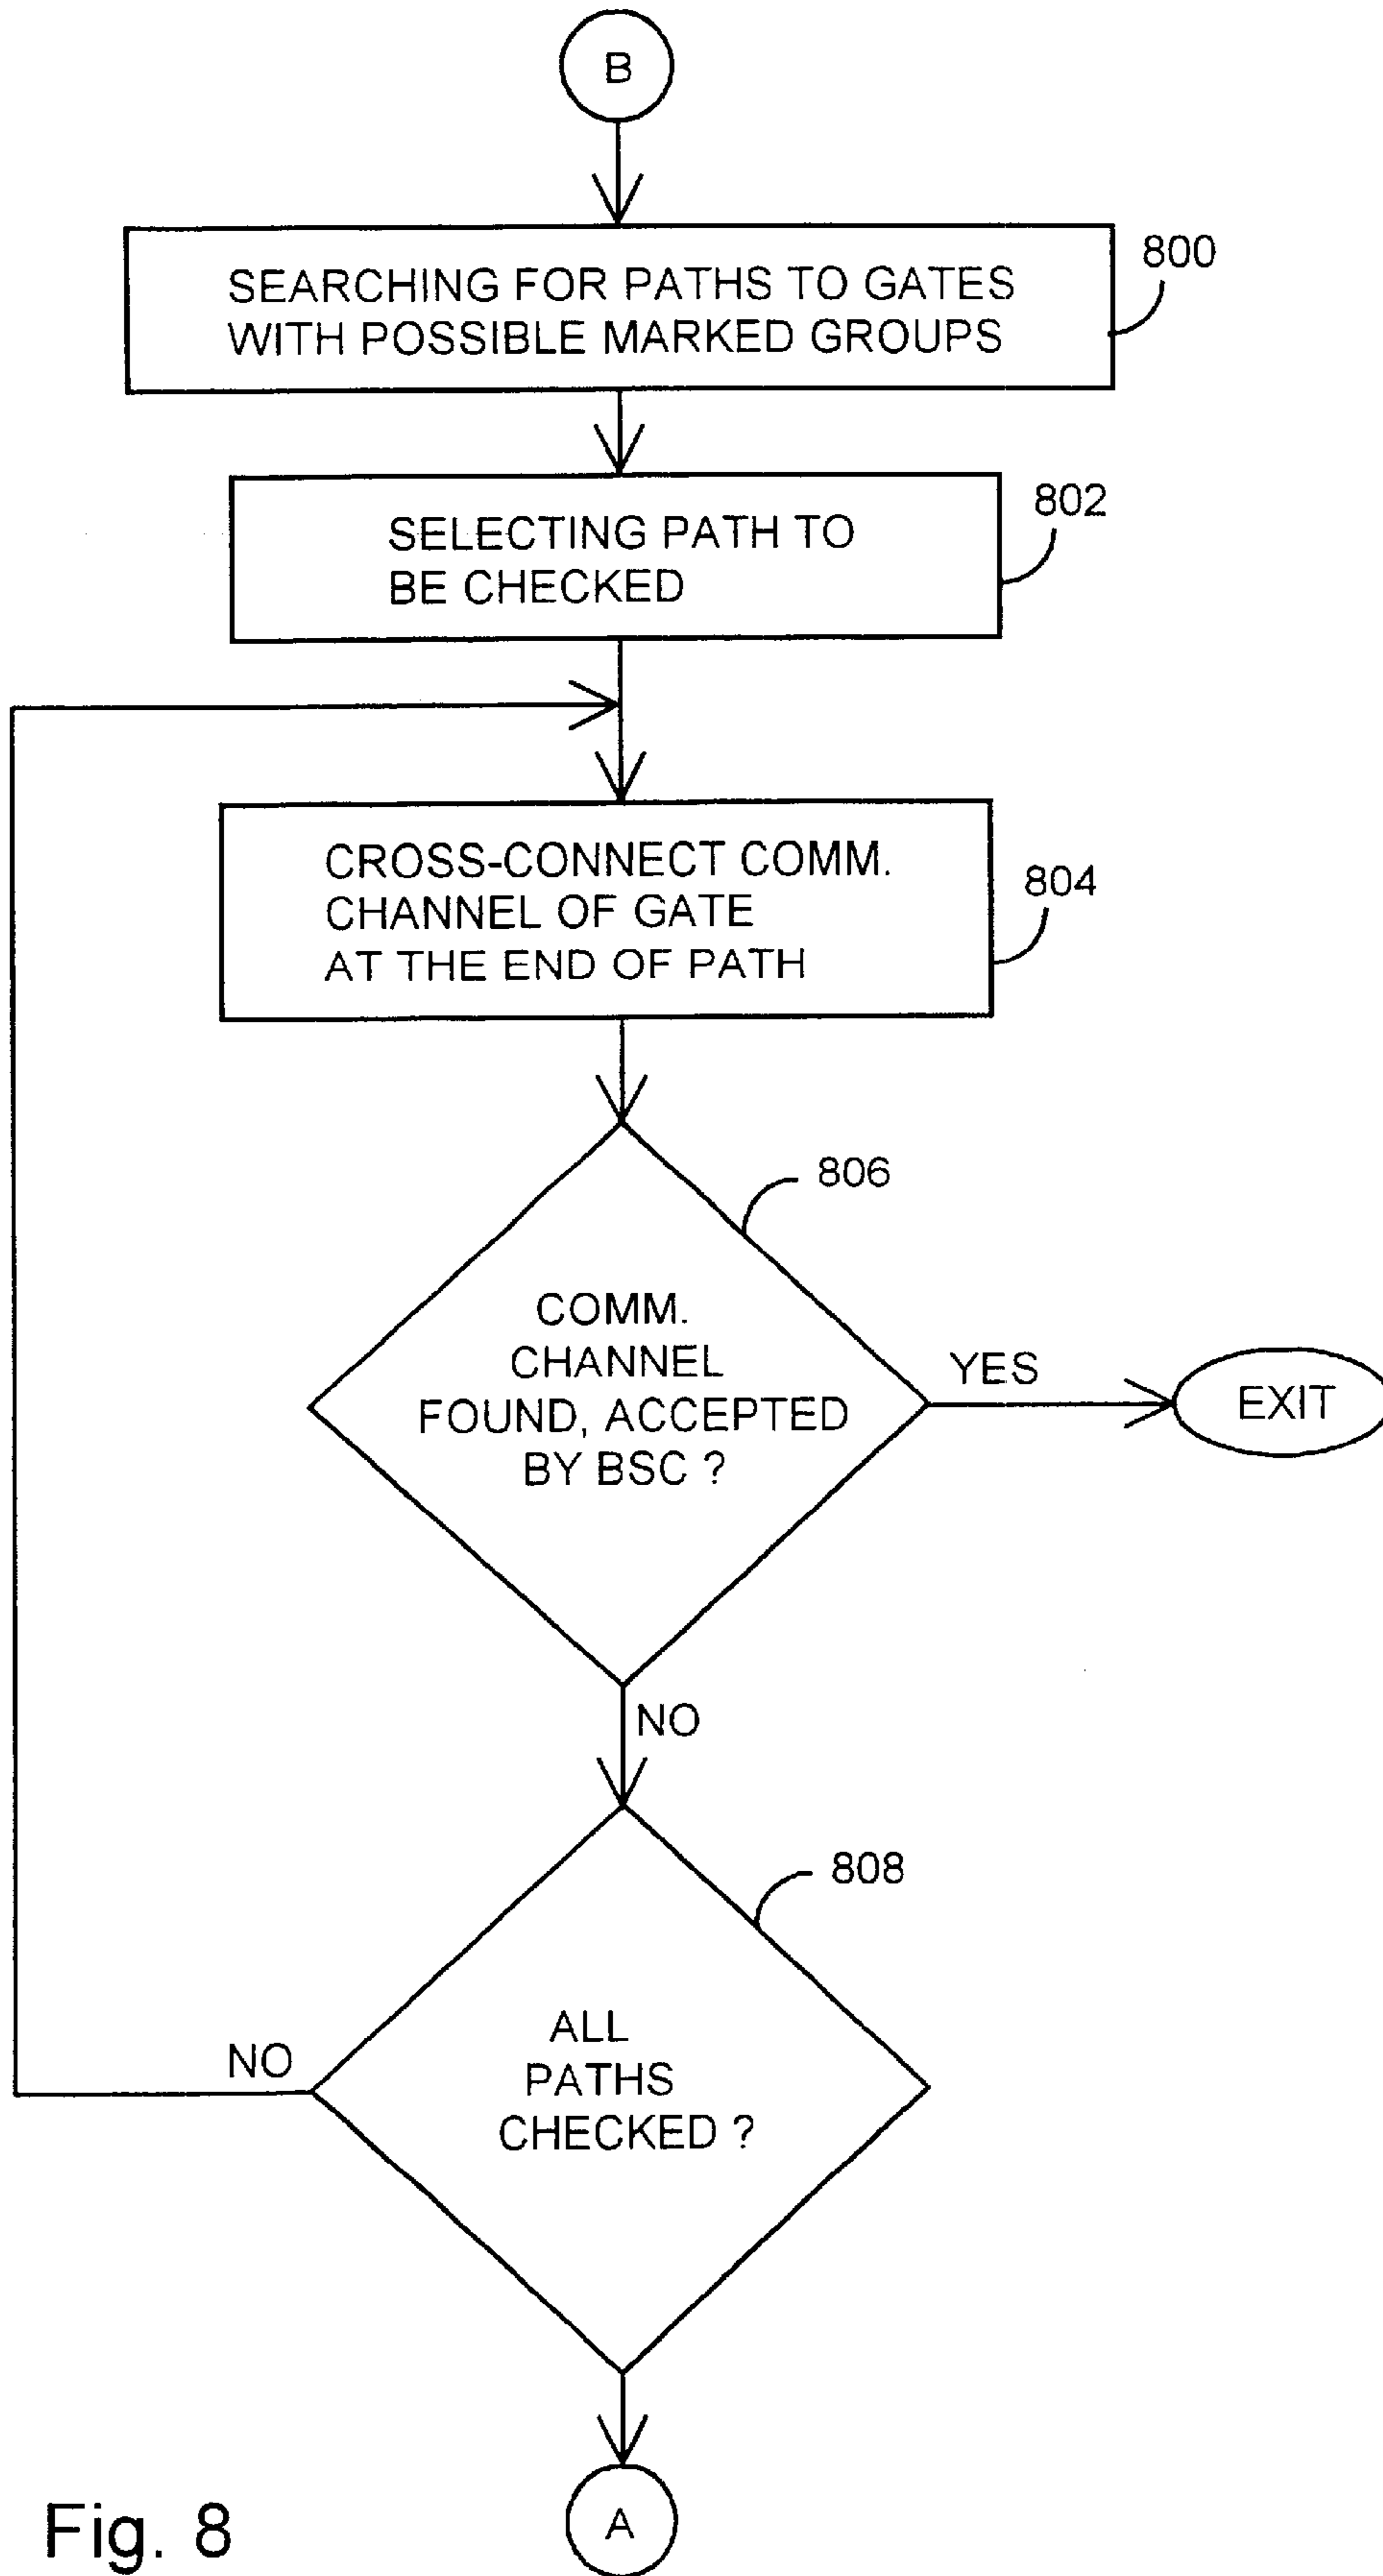 B
SEARCHING FOR PATHS TO GATES
WITH POSSIBLE MARKED GROUPS
800
SELECTING PATH TO
BE CHECKED
802
CROSS-CONNECT COMM.
CHANNEL OF GATE
AT THE END OF PATH
804
806
COMM.
CHANNEL
FOUND, ACCEPTED
BY BSC ?
YES
EXIT
NO
808
ALL
PATHS
CHECKED ?
NO
A
Fig. 8